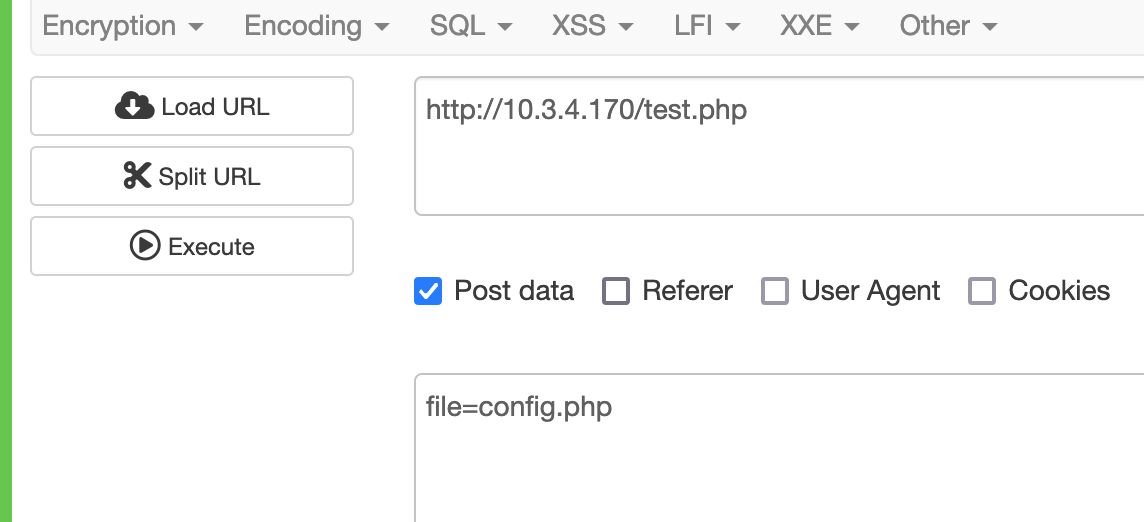 Encryption Encoding SQL XSS LFI XXE Other
Load URL
http://10.3.4.170/test.php
Split URL
Execute
Post data Referer User Agent Cookies
file=config.php